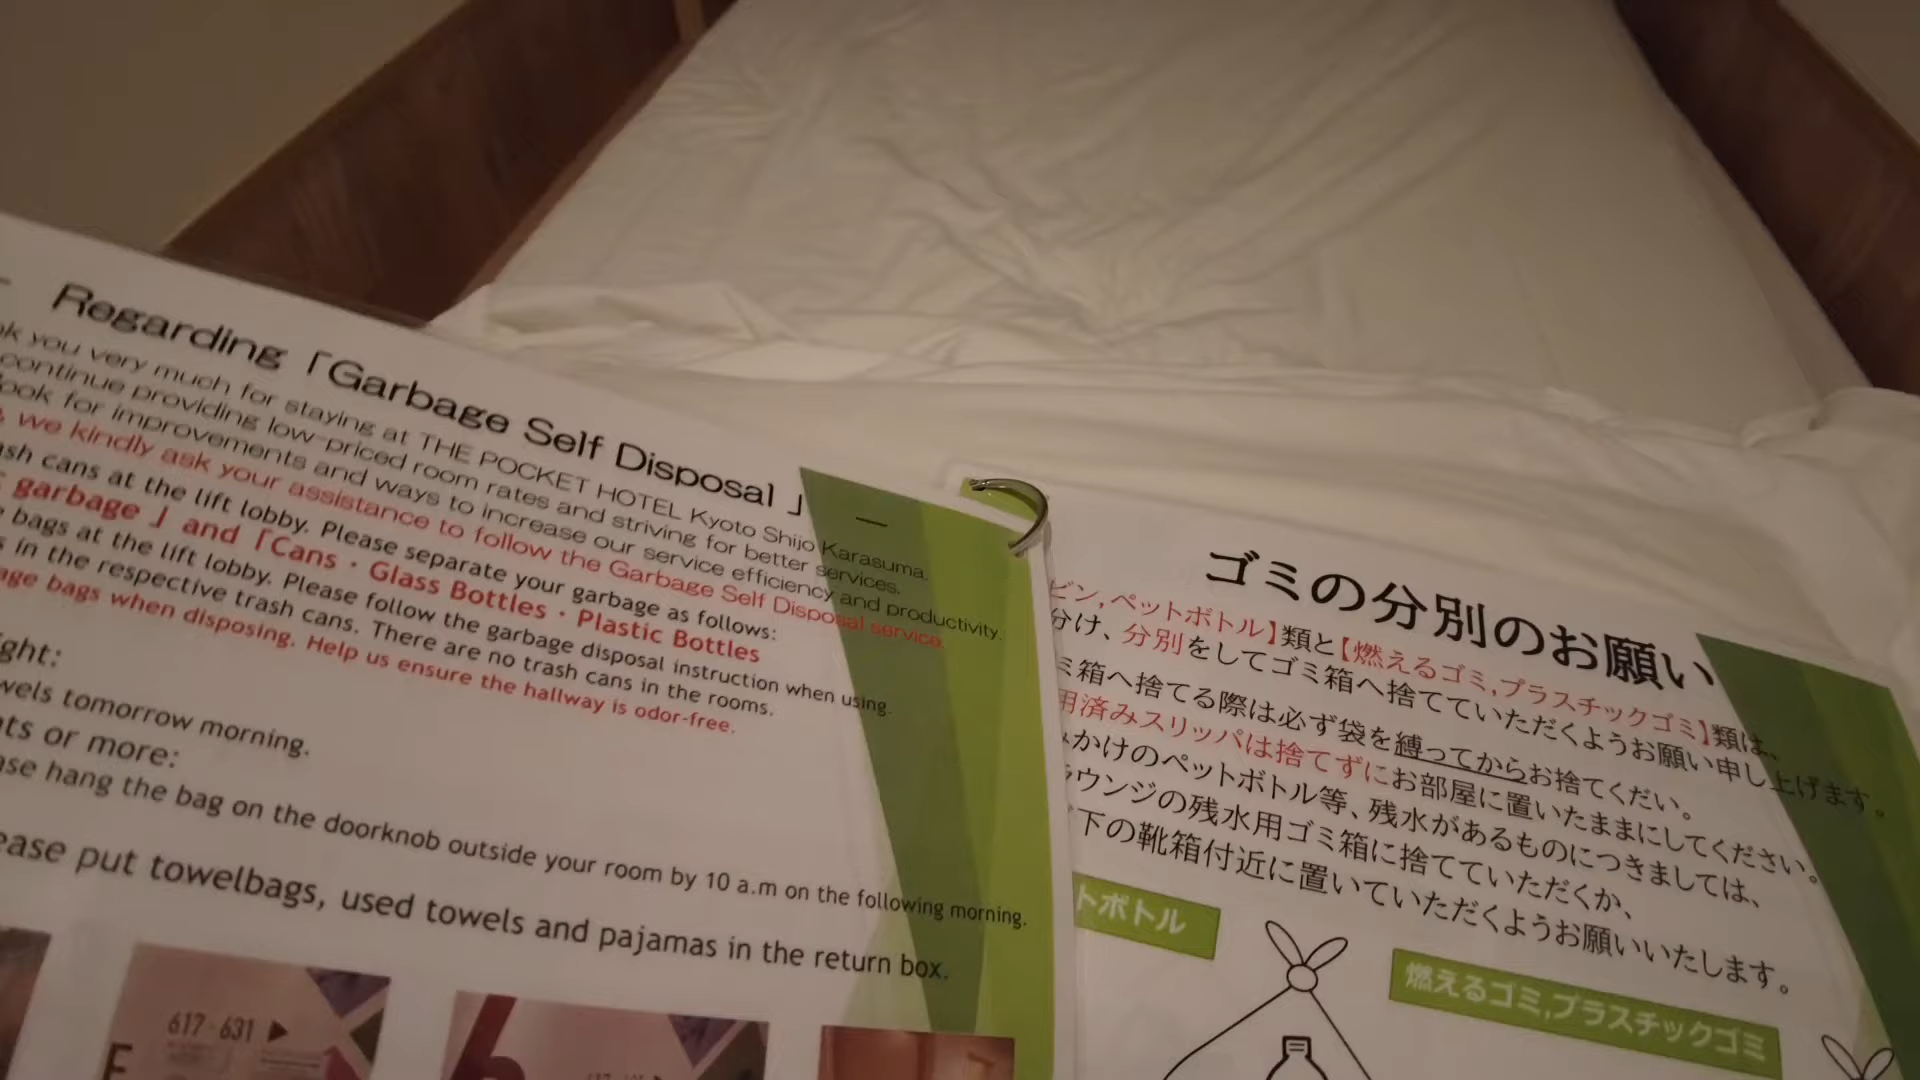 Regarding「Garbage Self Disposal」 —
you very much for staying at THE POCKET HOTEL Kyoto Shijo Karasuma.
continue providing low-priced room rates and striving for better services.
look for improvements and ways to increase our service efficiency and productivity.
we kindly ask your assistance to follow the Garbage Self Disposal service.
cans at the lift lobby. Please separate your garbage as follows:
garbage」and「Cans・Glass Bottles・Plastic Bottles
bags at the lift lobby. Please follow the garbage disposal instruction when using.
in the respective trash cans. There are no trash cans in the rooms.
bags when disposing. Help us ensure the hallway is odor-free.
ght:
wels tomorrow morning.
ts or more:
ase hang the bag on the doorknob outside your room by 10 a.m on the following morning.
ease put towelbags, used towels and pajamas in the return box.
617-631 ▶
ゴミの分別のお願い
ビン,ペットボトル】類と【燃えるゴミ,プラスチックゴミ】類は、
分け、分別をしてゴミ箱へ捨てていただくようお願い申し上げます。
ミ箱へ捨てる際は必ず袋を縛ってからお捨てくだい。
用済みスリッパは捨てずにお部屋に置いたままにしてください。
みかけのペットボトル等、残水があるものにつきましては、
ラウンジの残水用ゴミ箱に捨てていただくか、
下の靴箱付近に置いていただくようお願いいたします。
トボトル
燃えるゴミ,プラスチックゴミ